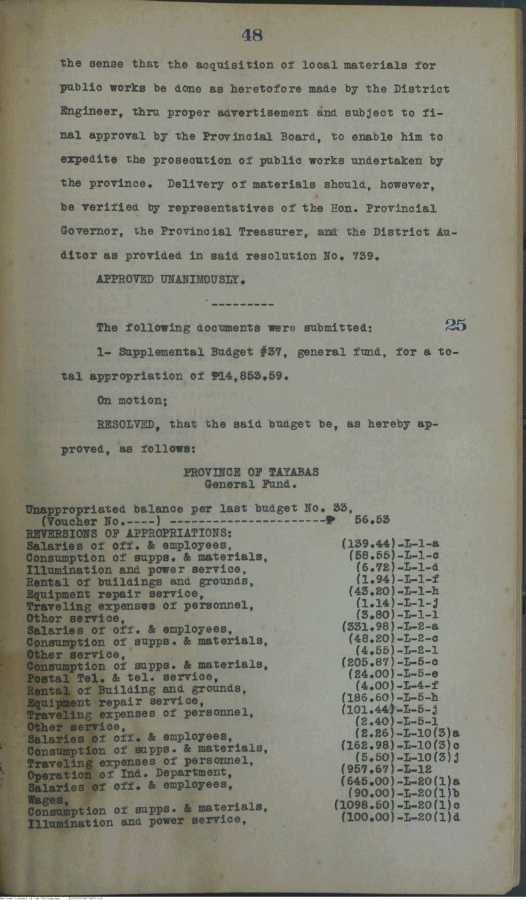 48
the sense that the acquisition of local materials for
public works be done as heretofore made by the District
Engineer, thru proper advertisement and subject to fi-
nal approval by the Provincial Board, to enable him to
expedite the prosecution of public works undertaken by
the province. Delivery of materials should, however,
be verified by representatives of the Hon. Provincial
Governor, the Provincial Treasurer, and the District Au-
ditor as provided in said resolution No. 739.
APPROVED UNANIMOUSLY.
---------
The following documents were submitted: 25
1- Supplemental Budget #37, general fund, for a to-
tal appropriation of ₱14,853.59.
On motion;
RESOLVED, that the said budget be, as hereby ap-
proved, as follows:
PROVINCE OF TAYABAS
General Fund.
Unappropriated balance per last budget No. 33,
(Voucher No.----) ----------------------₱ 56.53
REVERSIONS OF APPROPRIATIONS:
Salaries of off. & employees, (139.44)-L-1-a
Consumption of supps. & materials, (58.55)-L-1-c
Illumination and power service, (6.72)-L-1-d
Rental of buildings and grounds, (1.94)-L-1-f
Equipment repair service, (43.20)-L-1-h
Traveling expenses of personnel, (1.14)-L-1-j
Other service, (3.80)-L-1-l
Salaries of off. & employees, (331.98)-L-2-a
Consumption of supps. & materials, (48.20)-L-2-c
Other service, (4.55)-L-2-l
Consumption of supps. & materials, (205.87)-L-5-c
Postal Tel. & tel. service, (24.00)-L-5-e
Rental of Building and grounds, (4.00)-L-4-f
Equipment repair service, (186.60)-L-5-h
Traveling expenses of personnel, (101.44)-L-5-j
Other service, (2.40)-L-5-l
Salaries of off. & employees, (2.26)-L-10(3)a
Consumption of supps. & materials, (162.98)-L-10(3)c
Traveling expenses of personnel, (5.50)-L-10(3)j
Operation of Ind. Department, (957.67)-L-12
Salaries of off. & employees, (645.00)-L-20(1)a
Wages, (90.00)-L-20(1)b
Consumption of supps. & materials, (1098.50)-L-20(1)c
Illumination and power service, (100.00)-L-20(1)d